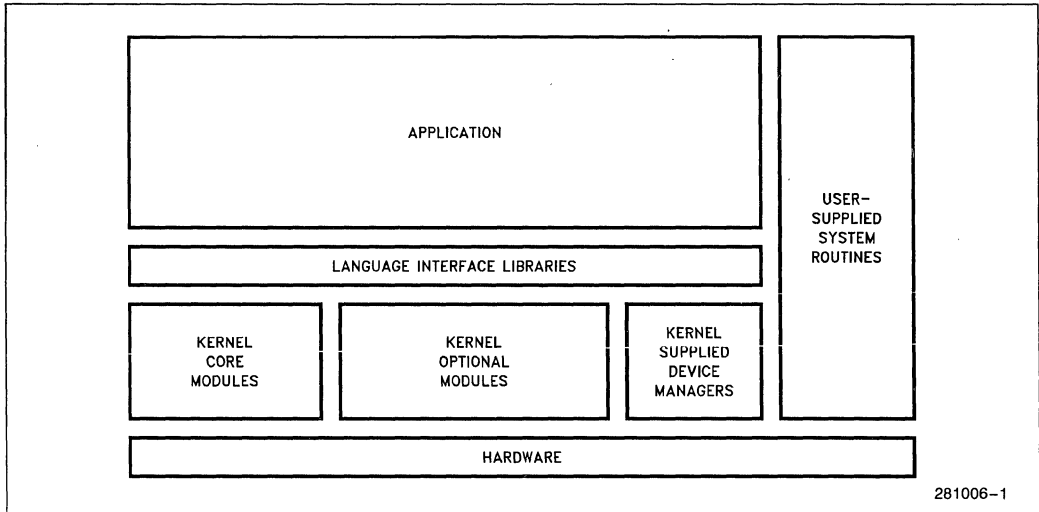 APPLICATION
USER-
SUPPLIED
SYSTEM
ROUTINES
LANGUAGE INTERFACE LIBRARIES
KERNEL
CORE
MODULES
KERNEL
OPTIONAL
MODULES
KERNEL
SUPPLIED
DEVICE
MANAGERS
HARDWARE
281006-1